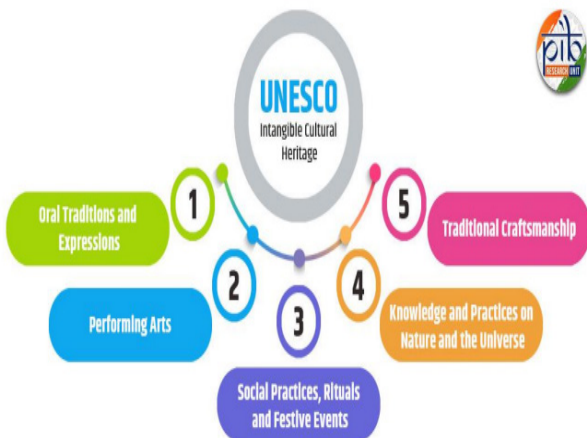 UNESCO
Intangible Cultural
Heritage
pib
RESEARCH UNIT
1
Oral Traditions and
Expressions
2
Performing Arts
3
Social Practices, Rituals
and Festive Events
4
Knowledge and Practices on
Nature and the Universe
5
Traditional Craftsmanship